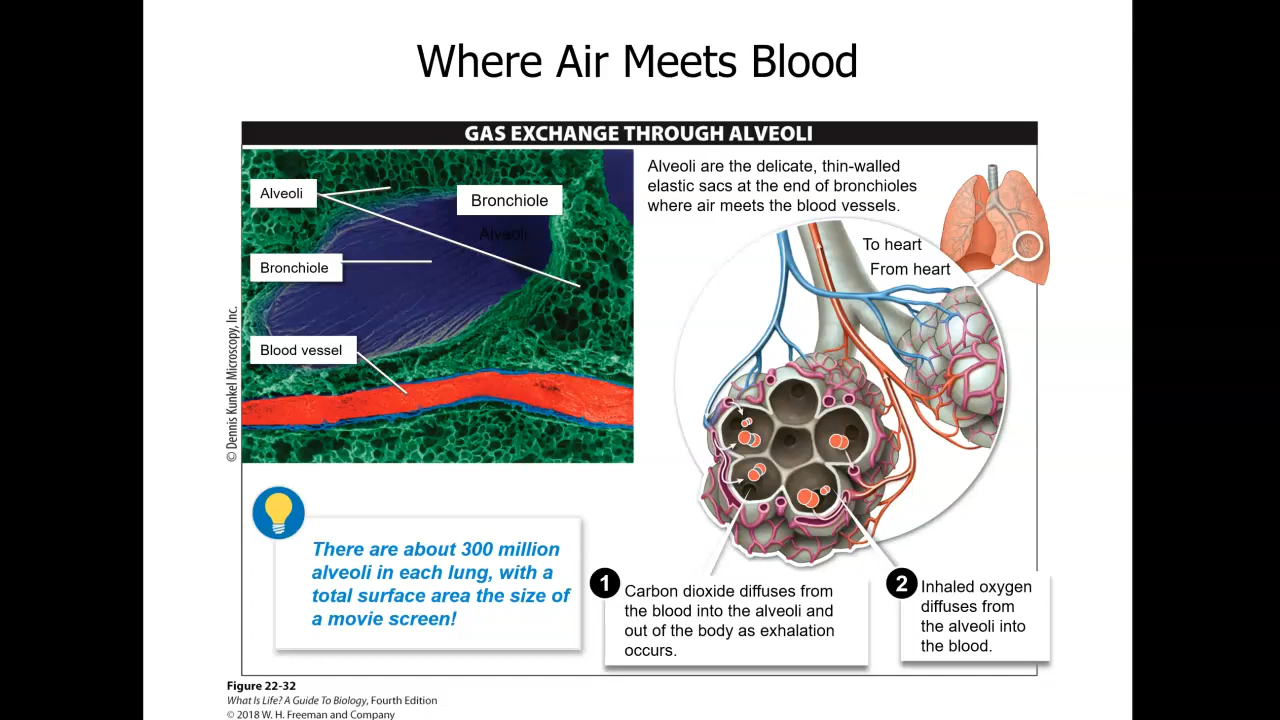 Where Air Meets Blood
GAS EXCHANGE THROUGH ALVEOLI
Alveoli
Bronchiole
Alveoli
Bronchiole
Blood vessel
© Dennis Kunkel Microscopy, Inc.
Alveoli are the delicate, thin-walled
elastic sacs at the end of bronchioles
where air meets the blood vessels.
To heart
From heart
There are about 300 million
alveoli in each lung, with a
total surface area the size of
a movie screen!
1
Carbon dioxide diffuses from
the blood into the alveoli and
out of the body as exhalation
occurs.
2
Inhaled oxygen
diffuses from
the alveoli into
the blood.
Figure 22-32
What Is Life? A Guide To Biology, Fourth Edition
© 2018 W. H. Freeman and Company